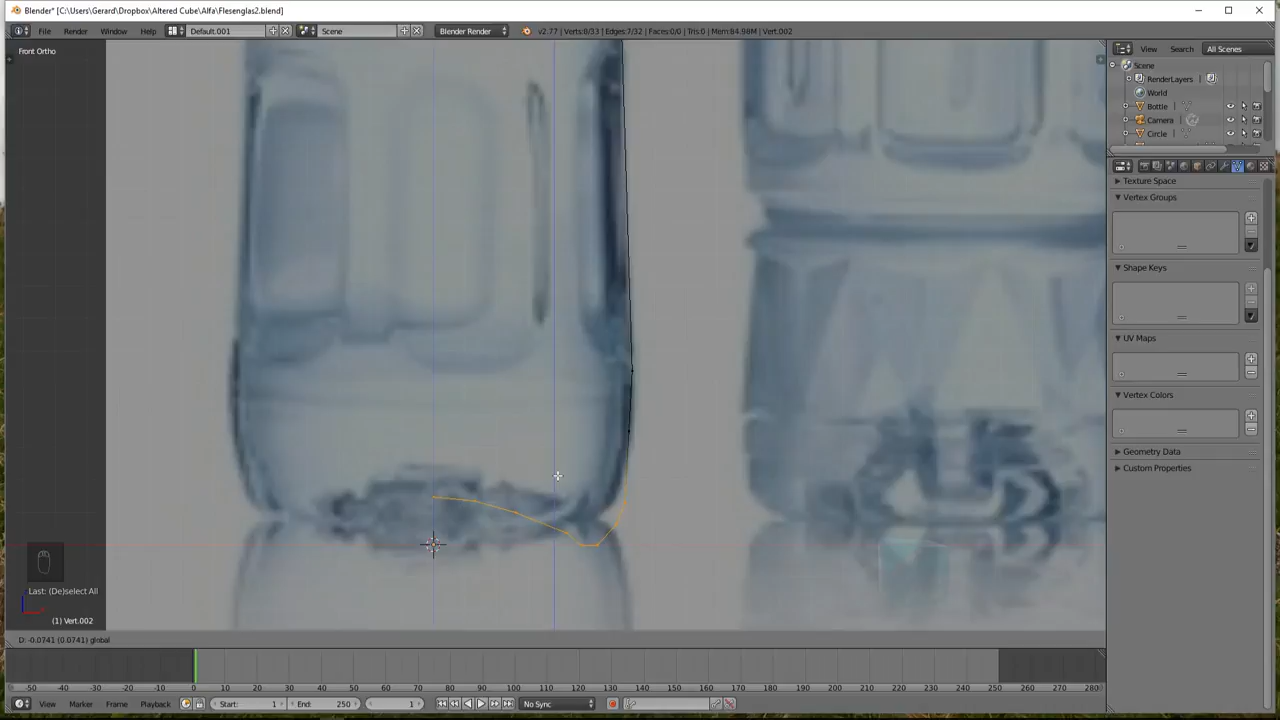 Blender* [C:\Users\Gerard\Dropbox\Altered Cube\Alfa\Flesenglas2.blend]
File Render Window Help Default.001 Scene Blender Render v2.77 | Verts:8/33 | Edges:7/32 | Faces:0/0 | Tris:0 | Mem:84.98M | Vert.002
Front Ortho
View Search All Scenes
Scene
RenderLayers
World
Bottle
Camera
Circle
Texture Space
Vertex Groups
Shape Keys
UV Maps
Vertex Colors
Geometry Data
Custom Properties
Last: (De)select All
(1) Vert.002
D: -0.0741 (0.0741) global
-50 -40 -30 -20 -10 0 10 20 30 40 50 60 70 80 90 100 110 120 130 140 150 160 170 180 190 200 210 220 230 240 250 260 270 280
View Marker Frame Playback Start: 1 End: 250 1 No Sync